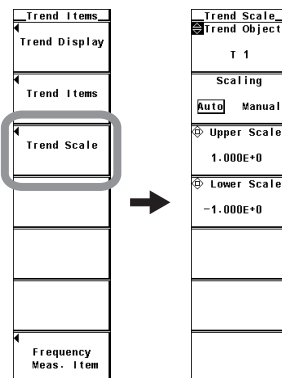 Trend Items
Trend Display
Trend Items
Trend Scale
Frequency
Meas. Item
Trend Scale
Trend Object
T 1
Scaling
Auto Manual
Upper Scale
1.000E+0
Lower Scale
-1.000E+0